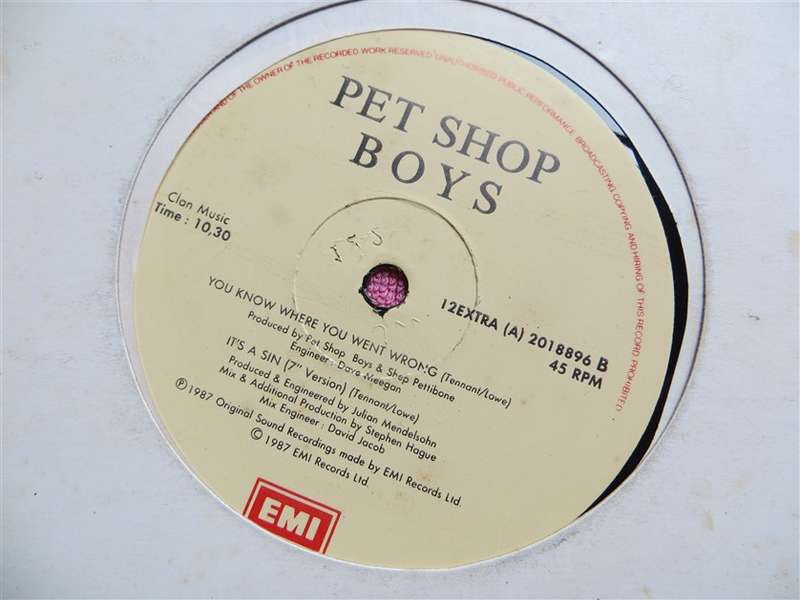 HAND OF THE OWNER OF THE RECORDED WORK RESERVED UNAUTHORISED PUBLIC PERFORMANCE BROADCASTING COPYING AND HIRING OF THIS RECORD PROHIBITED
PET SHOP
BOYS
Clan Music
Time : 10,30
12EXTRA (A) 2018896 B
45 RPM
YOU KNOW WHERE YOU WENT WRONG (Tennant/Lowe)
Produced by Pet Shop Boys & Shep Pettibone
Engineer: Dave Meegan
IT'S A SIN (7" Version) (Tennant/Lowe)
Produced & Engineered by Julian Mendelsohn
Mix & Additional Production by Stephen Hague
Mix Engineer: David Jacob
℗ 1987 Original Sound Recordings made by EMI Records Ltd.
© 1987 EMI Records Ltd.
EMI